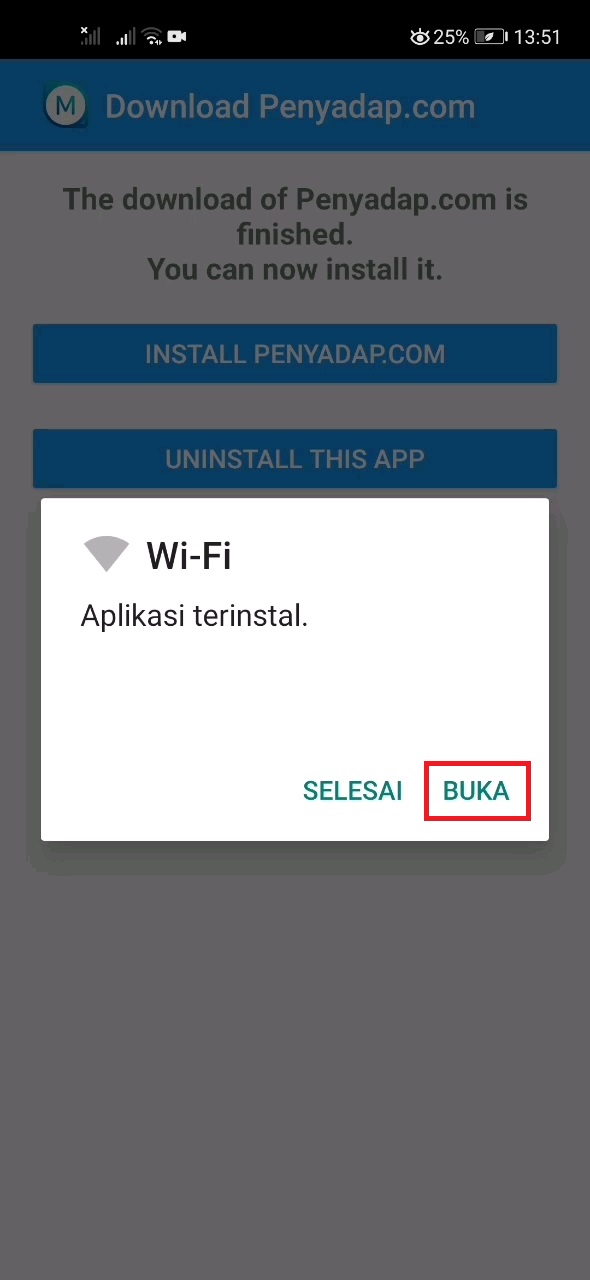 25% 13:51
M Download Penyadap.com
The download of Penyadap.com is
finished.
You can now install it.
INSTALL PENYADAP.COM
UNINSTALL THIS APP
Wi-Fi
Aplikasi terinstal.
SELESAI BUKA